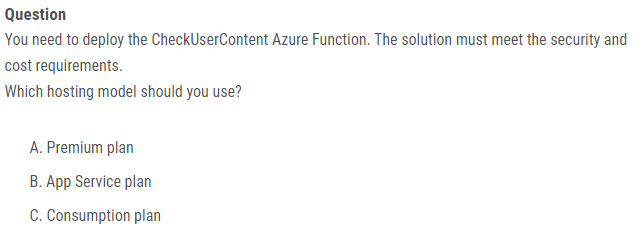 Question
You need to deploy the CheckUserContent Azure Function. The solution must meet the security and
cost requirements.
Which hosting model should you use?
A. Premium plan
B. App Service plan
C. Consumption plan